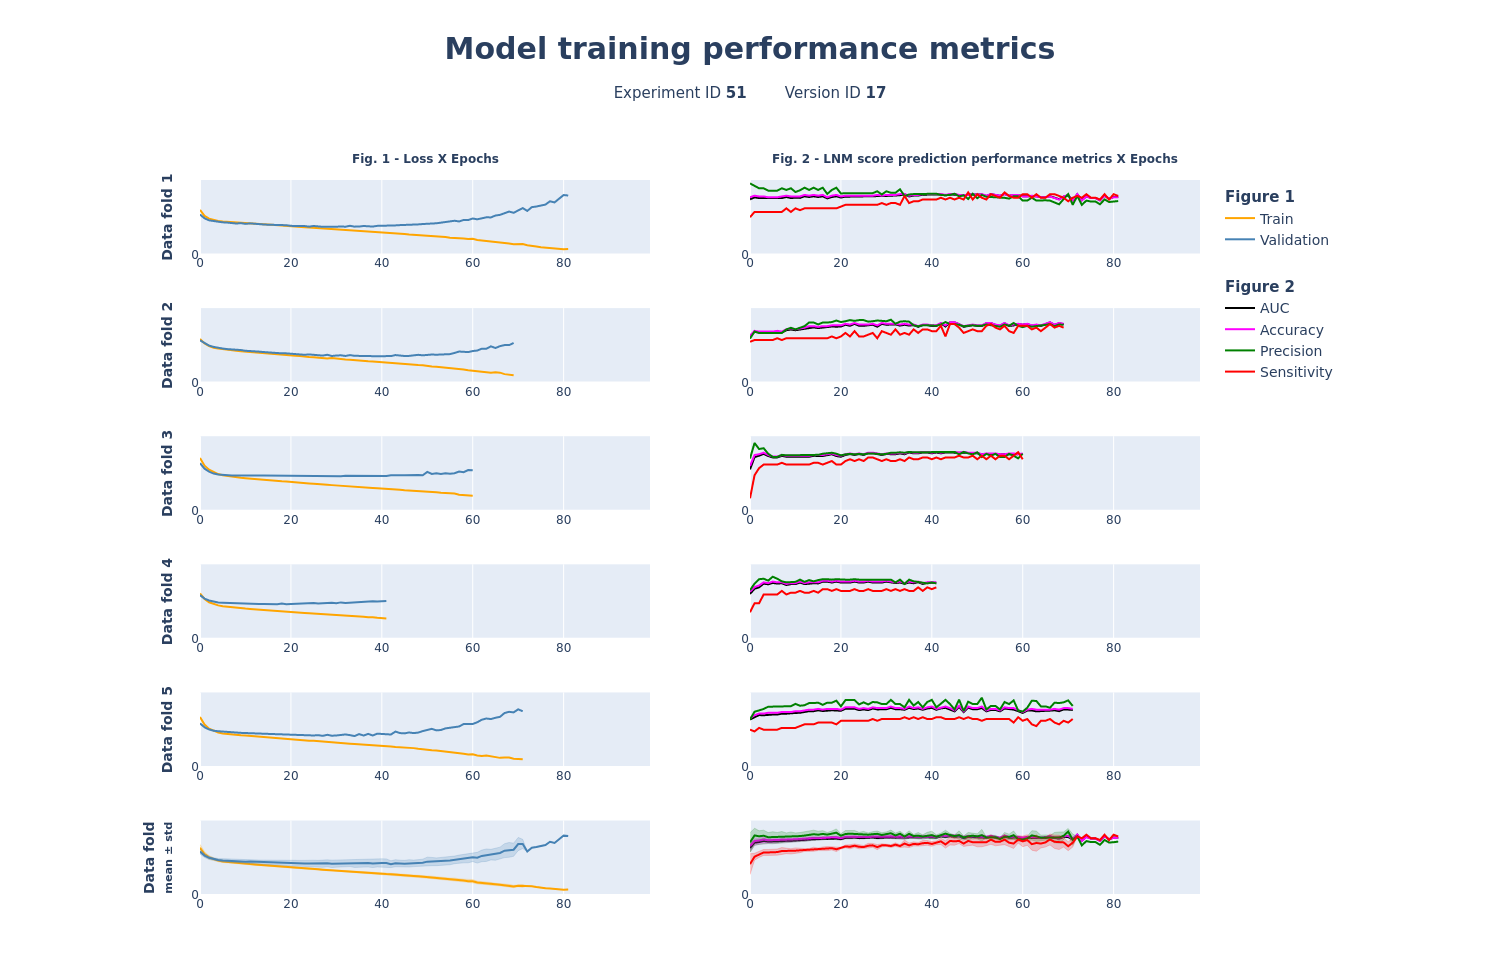 Model training performance metrics
Experiment ID 51 Version ID 17
Fig. 1 - Loss X Epochs
Fig. 2 - LNM score prediction performance metrics X Epochs
Data fold 1
0
0 20 40 60 80
0
0 20 40 60 80
Figure 1
Train
Validation
Figure 2
AUC
Accuracy
Precision
Sensitivity
Data fold 2
0
0 20 40 60 80
0
0 20 40 60 80
Data fold 3
0
0 20 40 60 80
0
0 20 40 60 80
Data fold 4
0
0 20 40 60 80
0
0 20 40 60 80
Data fold 5
0
0 20 40 60 80
0
0 20 40 60 80
Data fold
mean ± std
0
0 20 40 60 80
0
0 20 40 60 80